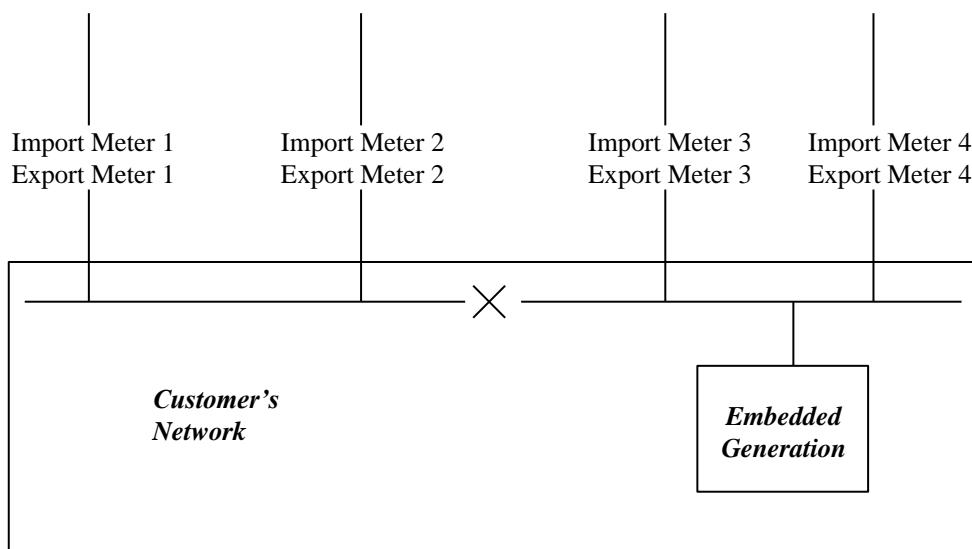 Import Meter 1
Export Meter 1
Import Meter 2
Export Meter 2
Import Meter 3
Export Meter 3
Import Meter 4
Export Meter 4
Customer’s
Network
Embedded
Generation